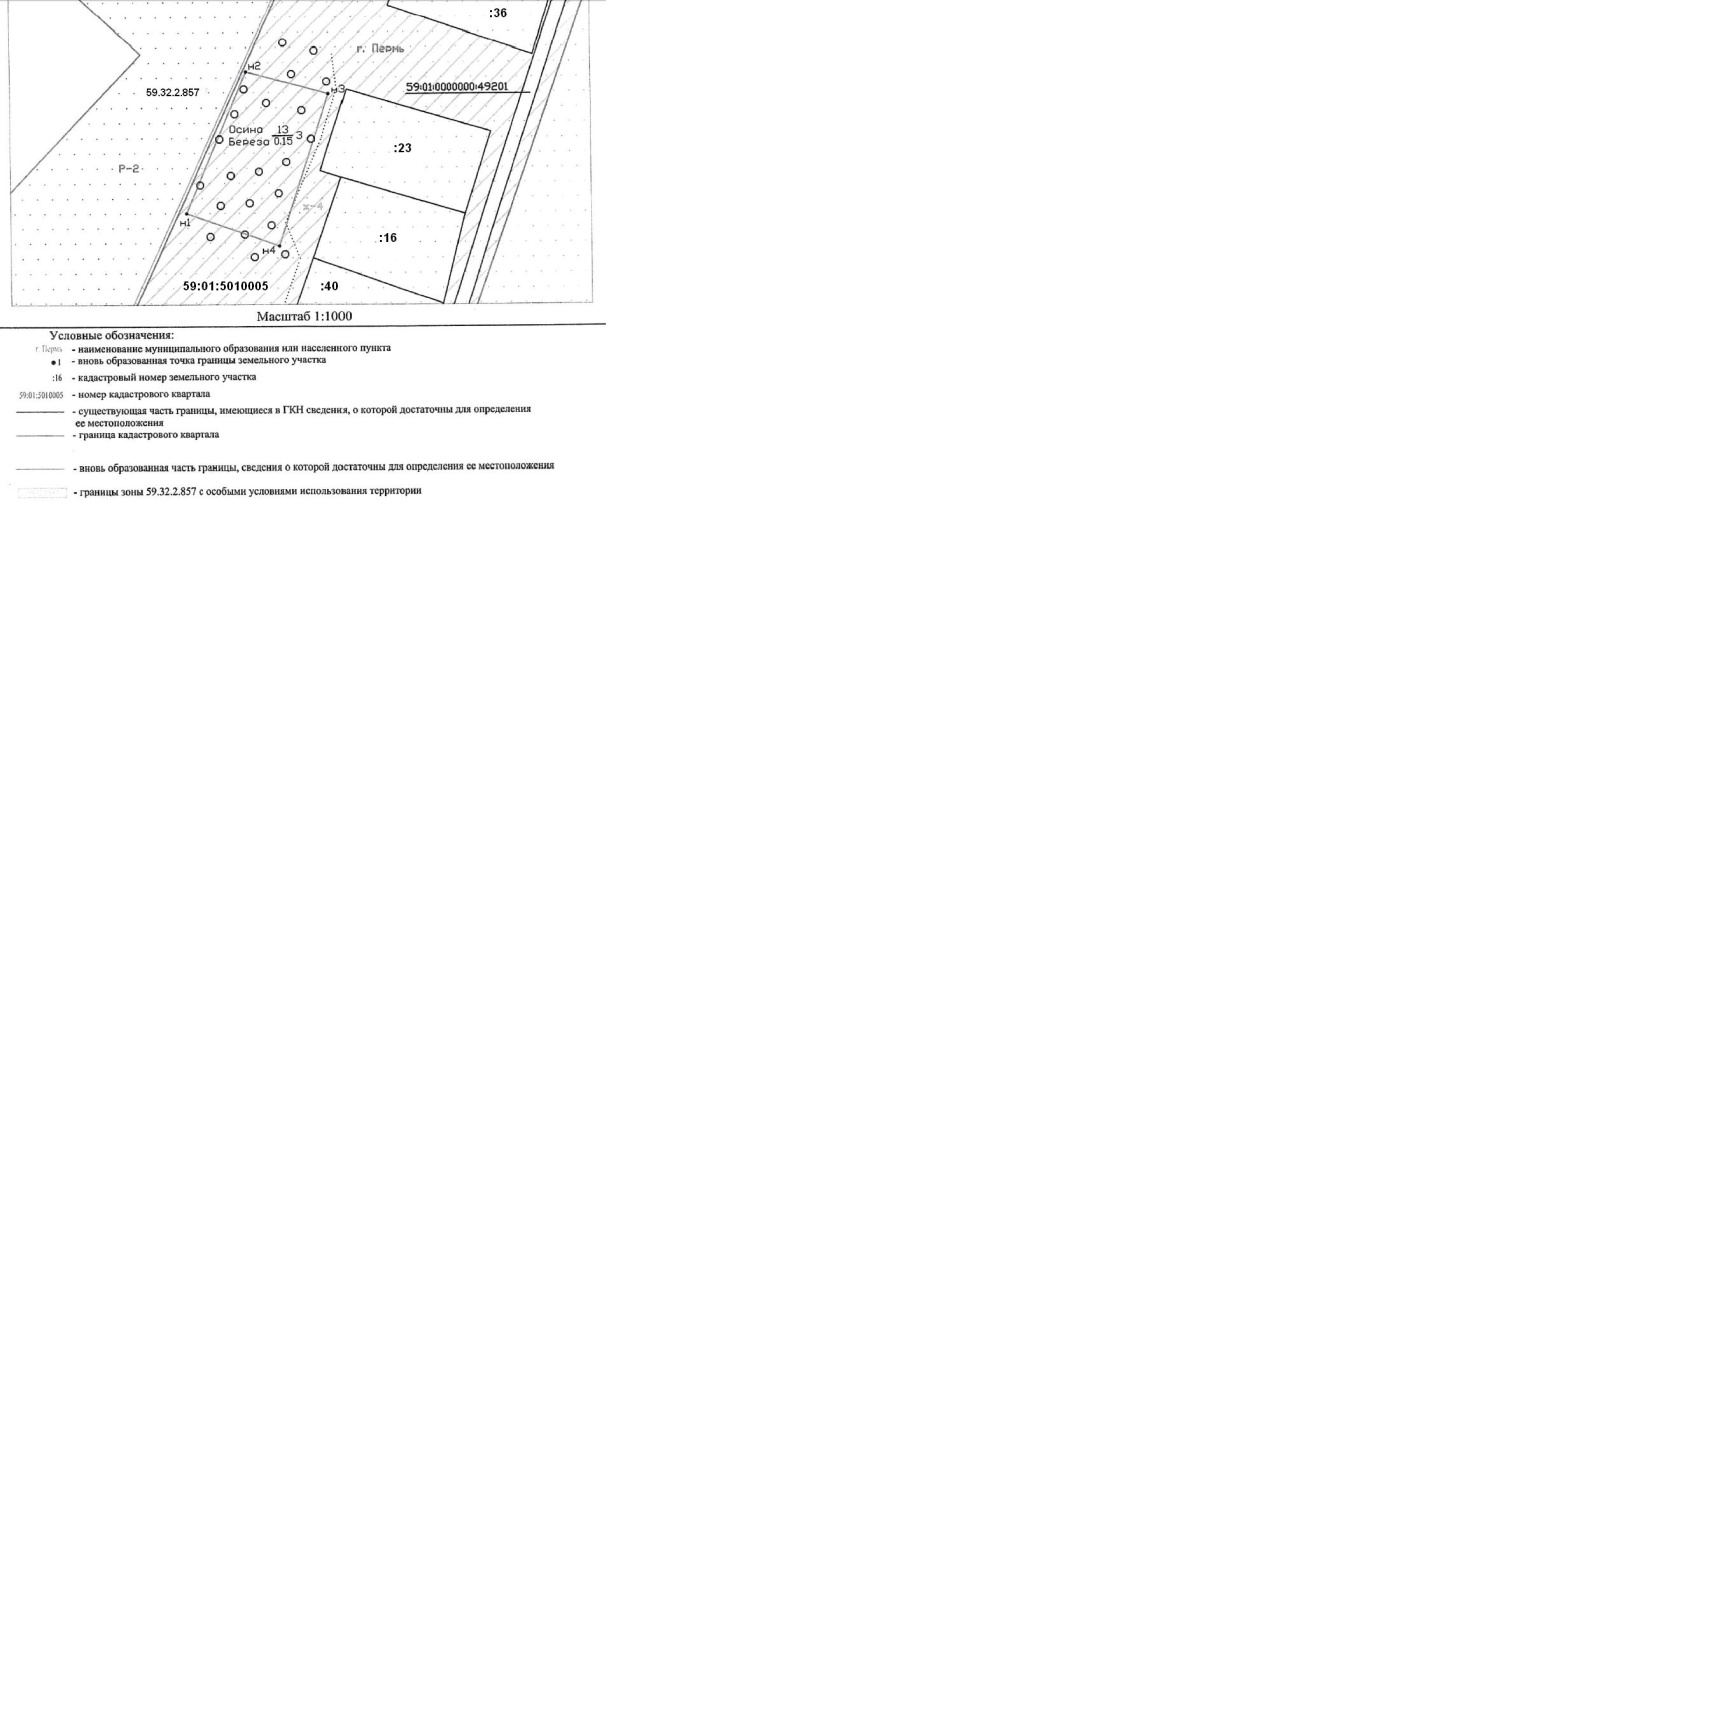 :36
г. Пермь
н2
59:01:0000000:49201
н3
59.32.2.857
Осина 13 3
Береза 0.15
:23
Р-2
ж-4
н1
:16
н4
59:01:5010005 :40
Масштаб 1:1000
Условные обозначения:
г. Пермь - наименование муниципального образования или населенного пункта
1 - вновь образованная точка границы земельного участка
:16 - кадастровый номер земельного участка
59:01:5010005 - номер кадастрового квартала
- существующая часть границы, имеющиеся в ГКН сведения, о которой достаточны для определения
ее местоположения
- граница кадастрового квартала
- вновь образованная часть границы, сведения о которой достаточны для определения ее местоположения
- границы зоны 59.32.2.857 с особыми условиями использования территории